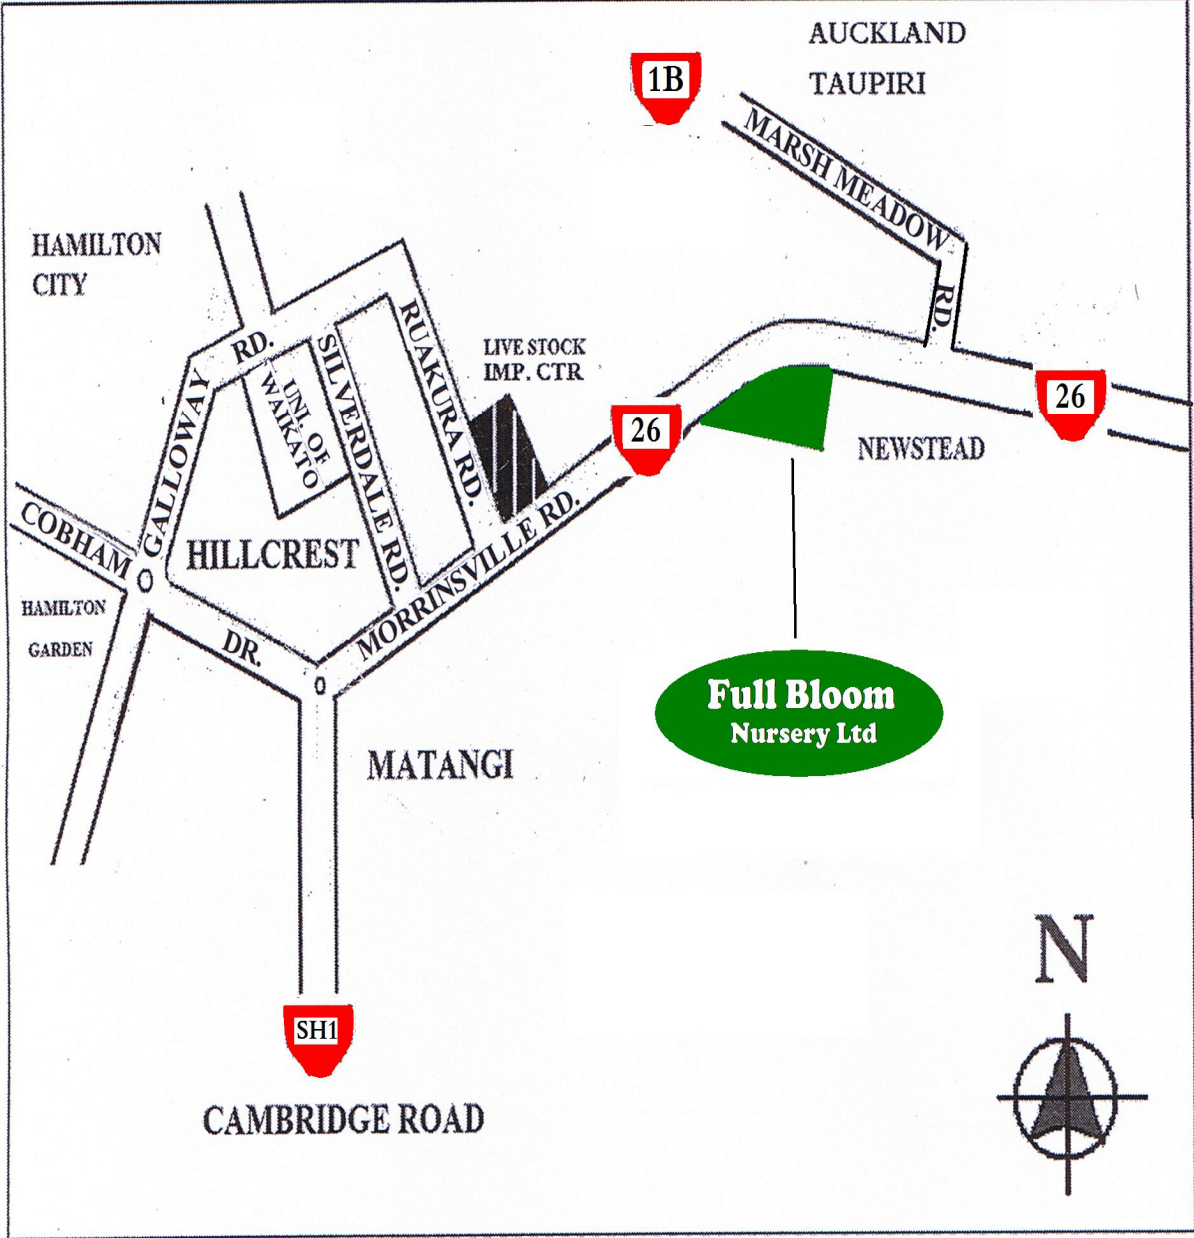 AUCKLAND
TAUPIRI
1B
MARSH MEADOW
RD.
HAMILTON
CITY
GALLOWAY
RD.
UNI. OF
WAIKATO
SILVERDALE RD.
RUAKURA RD.
LIVE STOCK
IMP. CTR
26
26
NEWSTEAD
COBHAM
DR.
HILLCREST
MORRINSVILLE RD.
HAMILTON
GARDEN
Full Bloom
Nursery Ltd
MATANGI
N
SH1
CAMBRIDGE ROAD